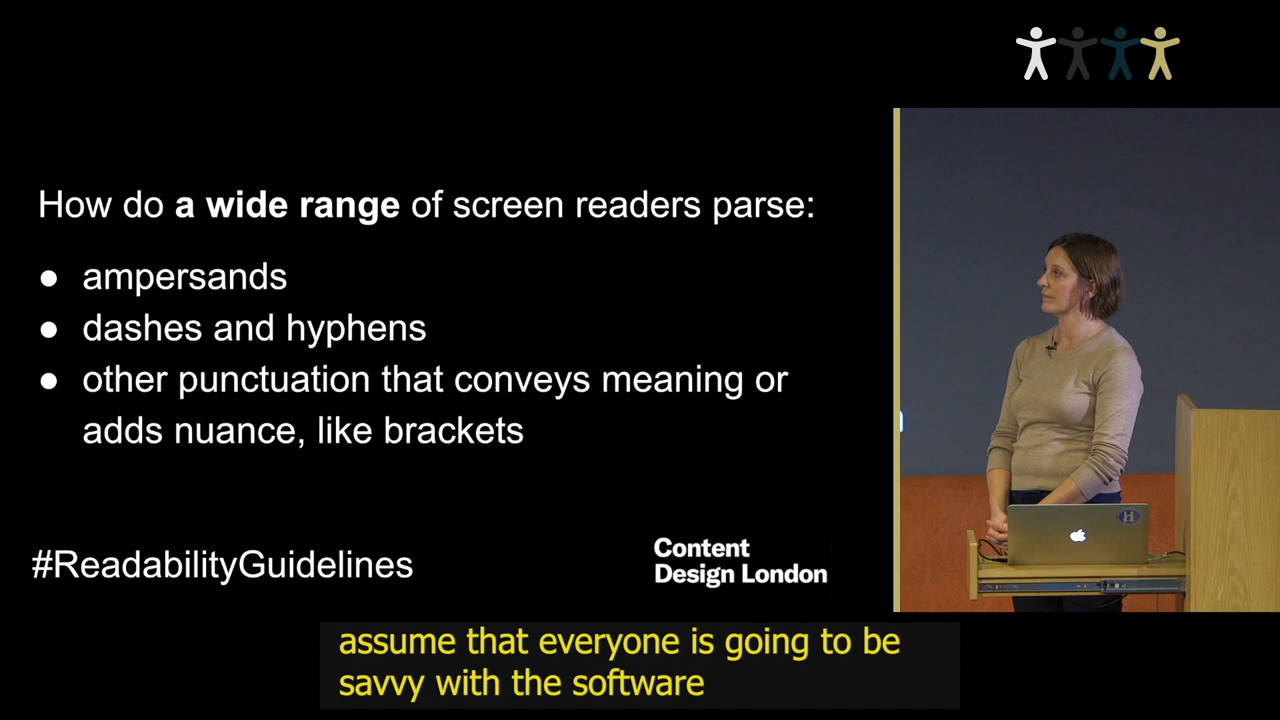 How do a wide range of screen readers parse:
● ampersands
● dashes and hyphens
● other punctuation that conveys meaning or
adds nuance, like brackets
#ReadabilityGuidelines
Content
Design London
H
assume that everyone is going to be
savvy with the software